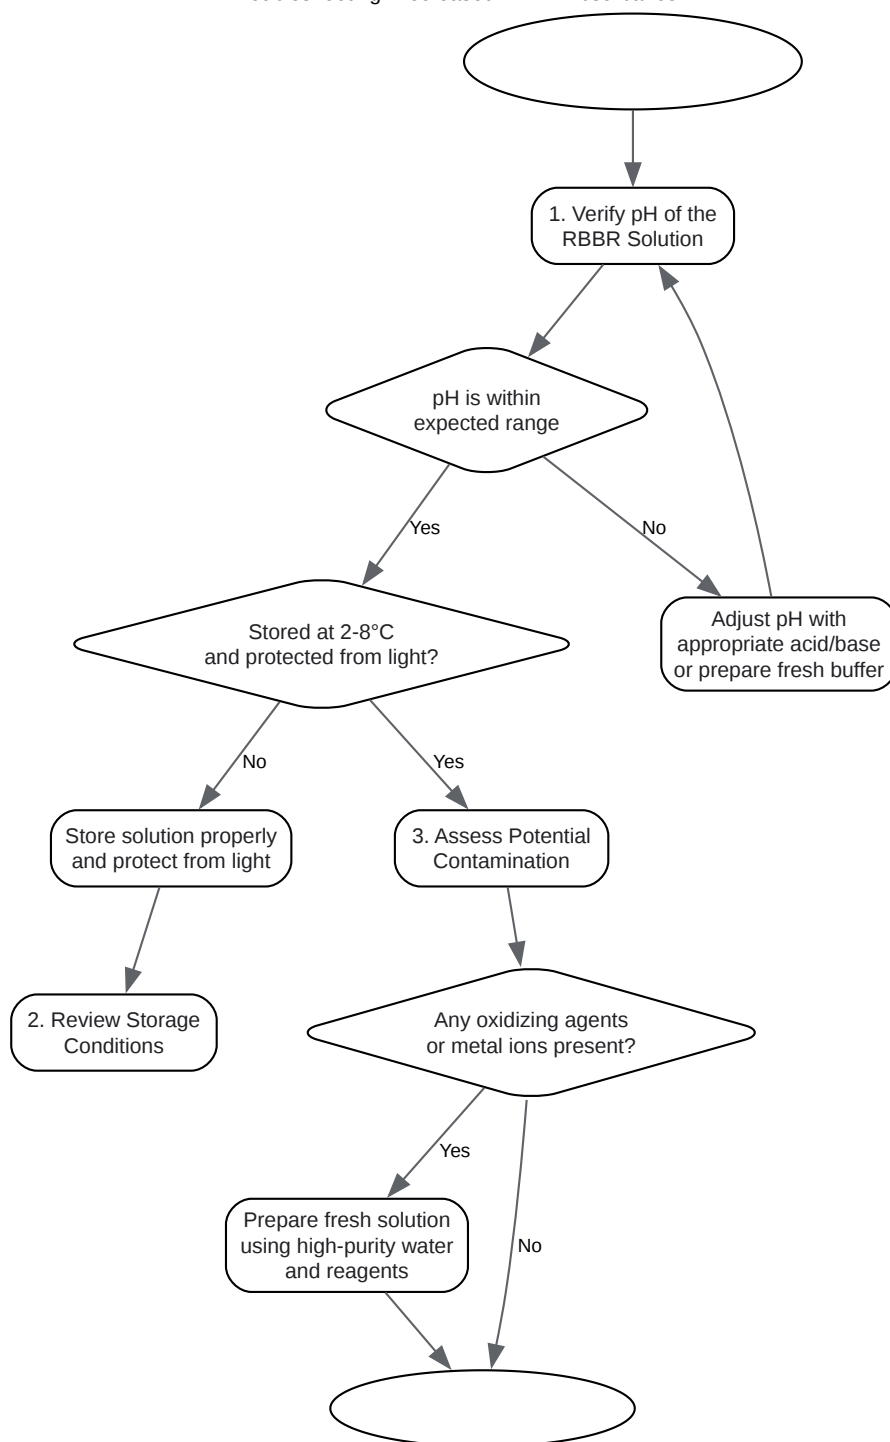 1. Verify pH of the
RBBR Solution
pH is within
expected range
Yes
No
Stored at 2-8°C
and protected from light?
Adjust pH with
appropriate acid/base
or prepare fresh buffer
No
Yes
Store solution properly
and protect from light
3. Assess Potential
Contamination
2. Review Storage
Conditions
Any oxidizing agents
or metal ions present?
Yes
Prepare fresh solution
using high-purity water
and reagents
No